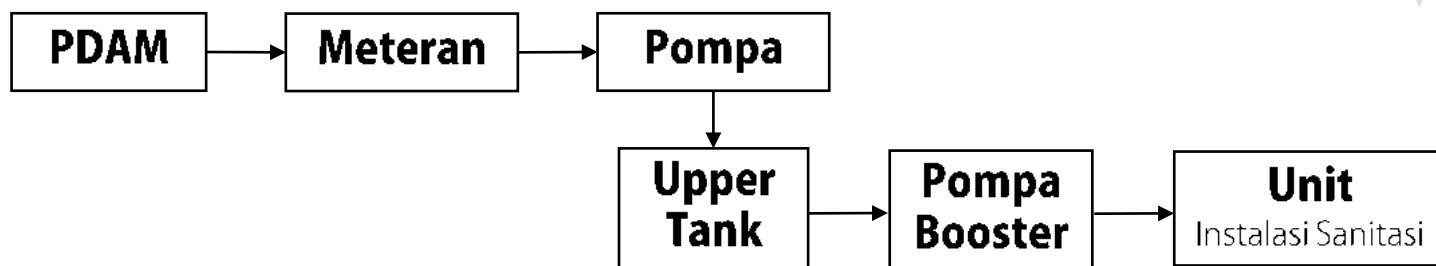 PDAM
Meteran
Pompa
Upper
Tank
Pompa
Booster
Unit
Instalasi Sanitasi